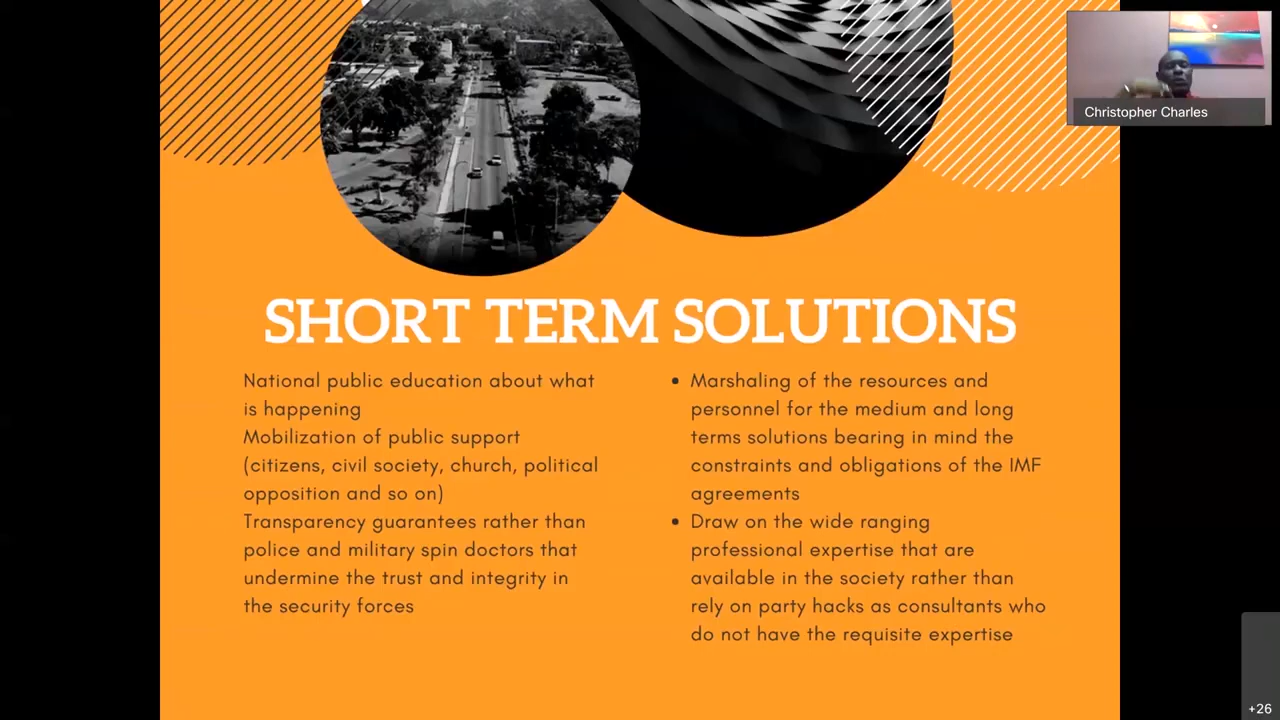 Christopher Charles
SHORT TERM SOLUTIONS
National public education about what
is happening
Mobilization of public support
(citizens, civil society, church, political
opposition and so on)
Transparency guarantees rather than
police and military spin doctors that
undermine the trust and integrity in
the security forces
• Marshaling of the resources and
personnel for the medium and long
terms solutions bearing in mind the
constraints and obligations of the IMF
agreements
• Draw on the wide ranging
professional expertise that are
available in the society rather than
rely on party hacks as consultants who
do not have the requisite expertise
+26